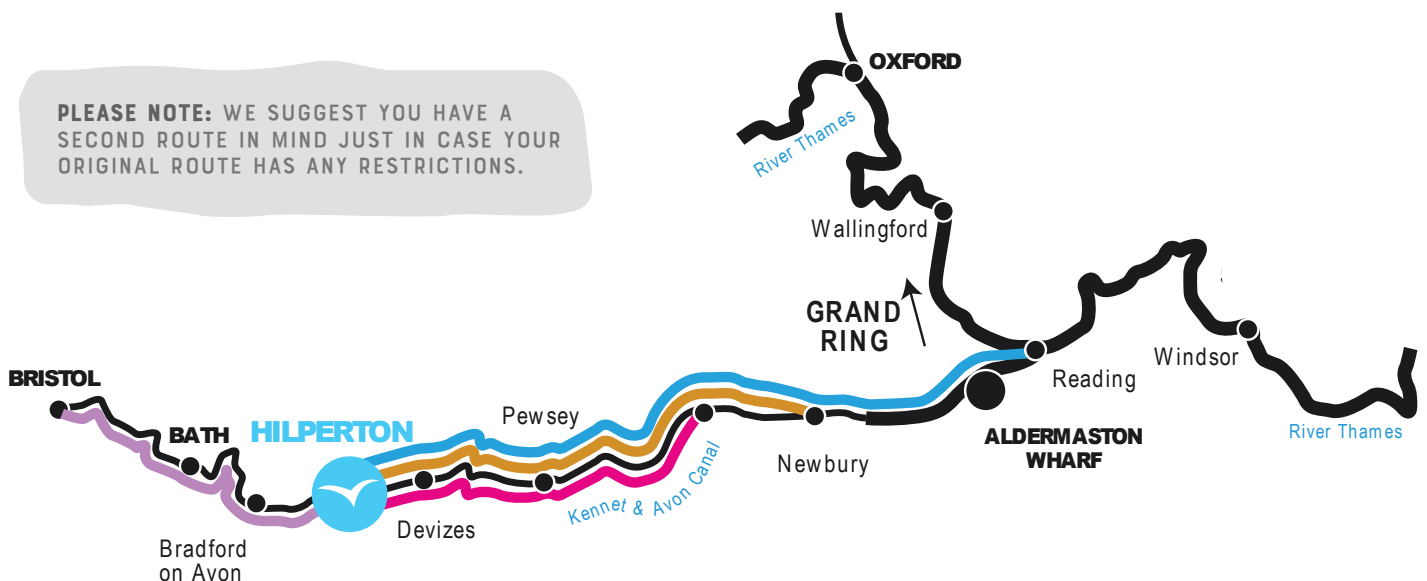 PLEASE NOTE: WE SUGGEST YOU HAVE A
SECOND ROUTE IN MIND JUST IN CASE YOUR
ORIGINAL ROUTE HAS ANY RESTRICTIONS.
OXFORD
River Thames
Wallingford
GRAND
RING
Windsor
Reading
River Thames
BRISTOL
BATH
HILPERTON
Pewsey
ALDERMASTON
WHARF
Newbury
Kennet & Avon Canal
Devizes
Bradford
on Avon